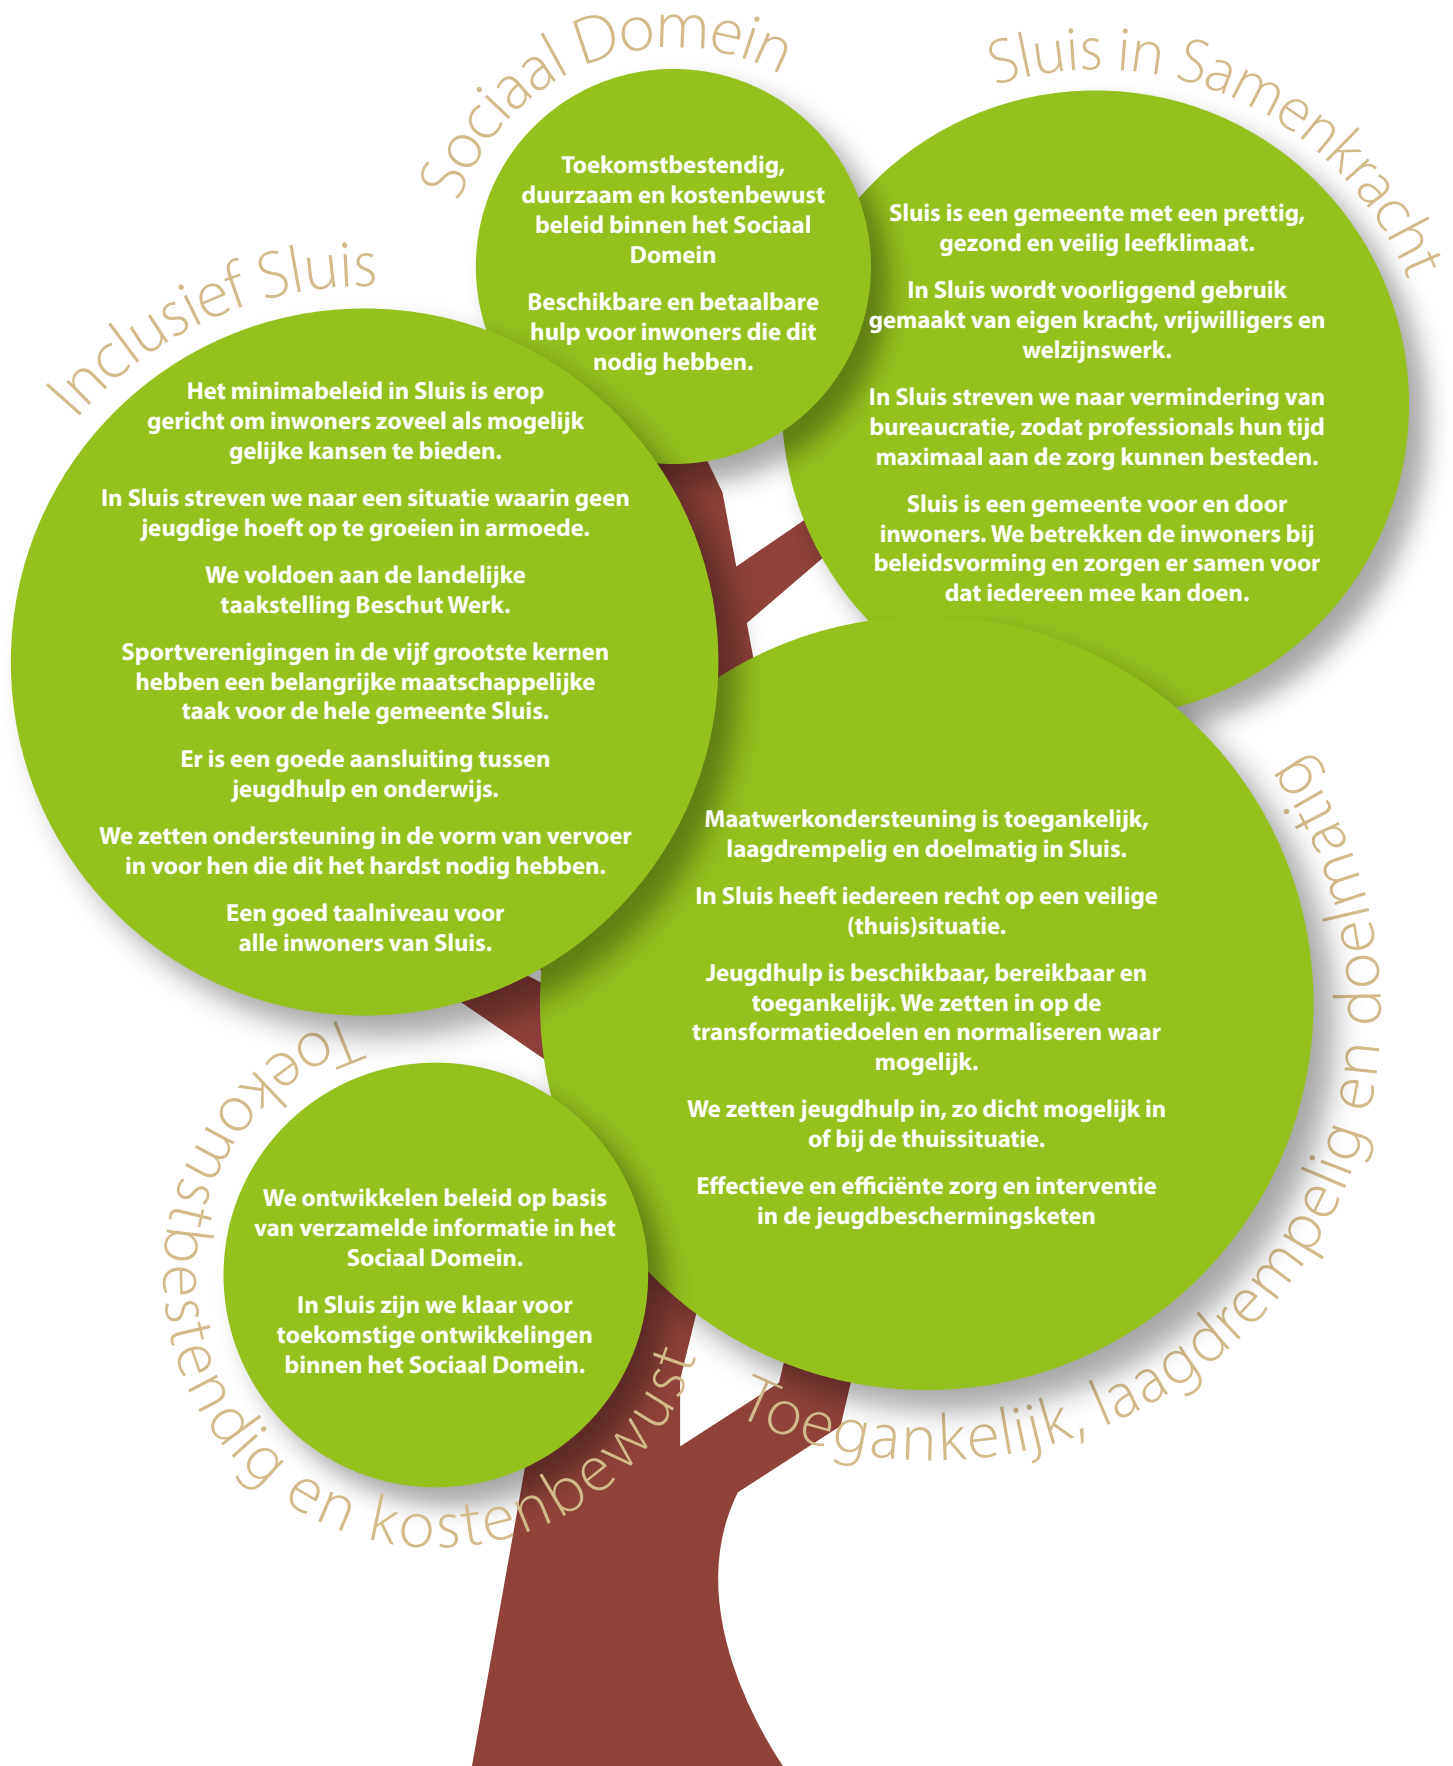 Sociaal Domein
Toekomstbestendig,
duurzaam en kostenbewust
beleid binnen het Sociaal
Domein
Beschikbare en betaalbare
hulp voor inwoners die dit
nodig hebben.
Sluis in Samenkracht
Sluis is een gemeente met een prettig,
gezond en veilig leefklimaat.
In Sluis wordt voorliggend gebruik
gemaakt van eigen kracht, vrijwilligers en
welzijnswerk.
In Sluis streven we naar vermindering van
bureaucratie, zodat professionals hun tijd
maximaal aan de zorg kunnen besteden.
Sluis is een gemeente voor en door
inwoners. We betrekken de inwoners bij
beleidsvorming en zorgen er samen voor
dat iedereen mee kan doen.
Inclusief Sluis
Het minimabeleid in Sluis is erop
gericht om inwoners zoveel als mogelijk
gelijke kansen te bieden.
In Sluis streven we naar een situatie waarin geen
jeugdige hoeft op te groeien in armoede.
We voldoen aan de landelijke
taakstelling Beschut Werk.
Sportverenigingen in de vijf grootste kernen
hebben een belangrijke maatschappelijke
taak voor de hele gemeente Sluis.
Er is een goede aansluiting tussen
jeugdhulp en onderwijs.
We zetten ondersteuning in de vorm van vervoer
in voor hen die dit het hardst nodig hebben.
Een goed taalniveau voor
alle inwoners van Sluis.
Maatwerkondersteuning is toegankelijk,
laagdrempelig en doelmatig in Sluis.
In Sluis heeft iedereen recht op een veilige
(thuis)situatie.
Jeugdhulp is beschikbaar, bereikbaar en
toegankelijk. We zetten in op de
transformatiedoelen en normaliseren waar
mogelijk.
We zetten jeugdhulp in, zo dicht mogelijk in
of bij de thuissituatie.
Effectieve en efficiënte zorg en interventie
in de jeugdbeschermingsketen
Toegankelijk, laagdrempelig en doelmatig
We ontwikkelen beleid op basis
van verzamelde informatie in het
Sociaal Domein.
In Sluis zijn we klaar voor
toekomstige ontwikkelingen
binnen het Sociaal Domein.
Toekomstbestendig en kostenbewust